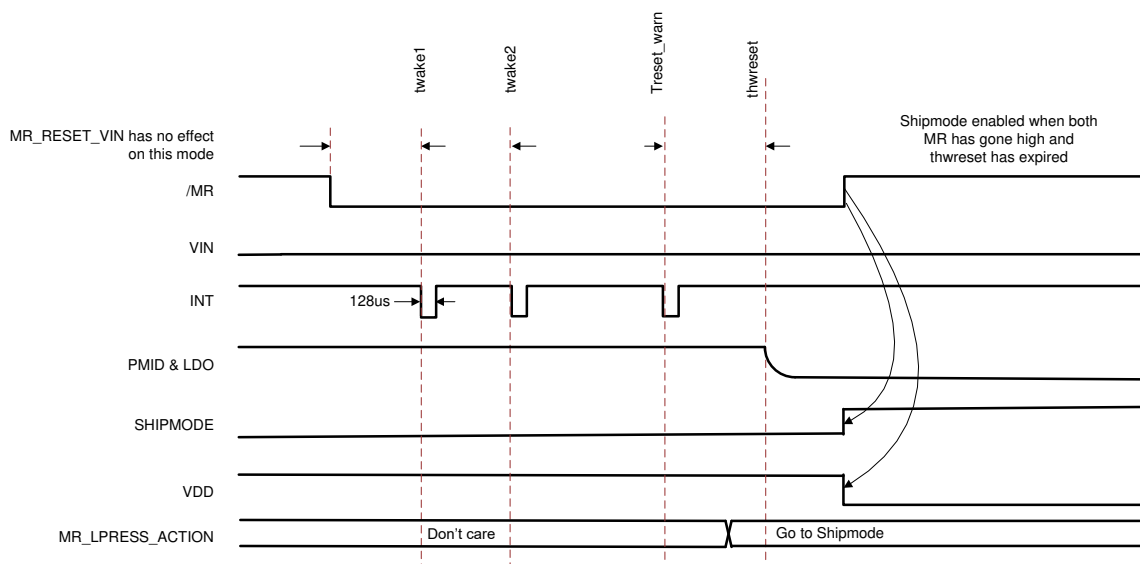 twake1
twake2
Treset_warn
thwreset
MR_RESET_VIN has no effect
on this mode
Shipmode enabled when both
MR has gone high and
thwreset has expired
/MR
VIN
INT
128us
PMID & LDO
SHIPMODE
VDD
MR_LPRESS_ACTION
Don't care
Go to Shipmode